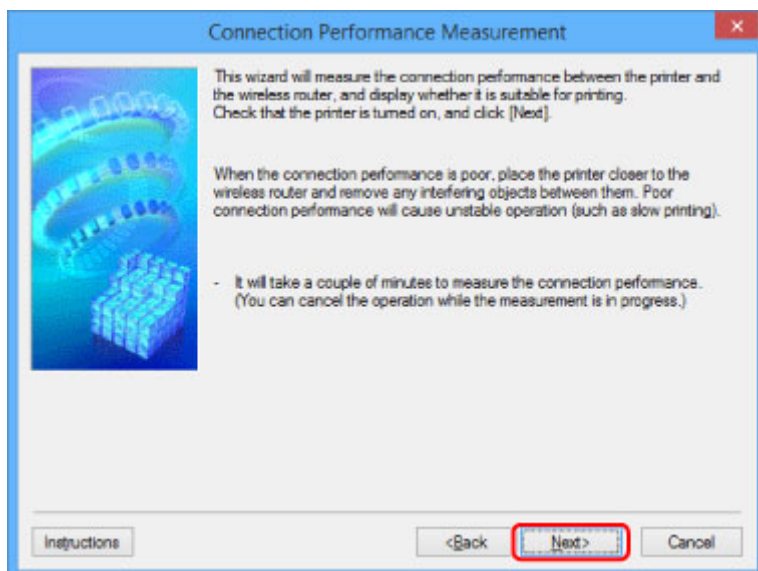 Connection Performance Measurement
This wizard will measure the connection performance between the printer and
the wireless router, and display whether it is suitable for printing.
Check that the printer is turned on, and click [Next].
When the connection performance is poor, place the printer closer to the
wireless router and remove any interfering objects between them. Poor
connection performance will cause unstable operation (such as slow printing).
- It will take a couple of minutes to measure the connection performance.
(You can cancel the operation while the measurement is in progress.)
Instructions <Back Next> Cancel